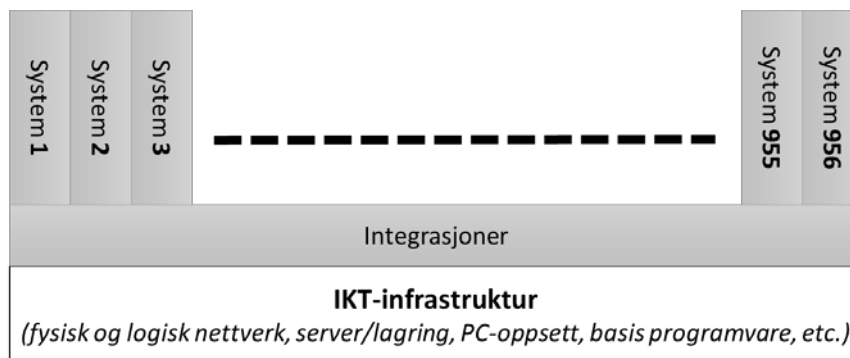 System 1
System 2
System 3
System 955
System 956
Integrasjoner
IKT-infrastruktur
(fysisk og logisk nettverk, server/lagring, PC-oppsett, basis programvare, etc.)